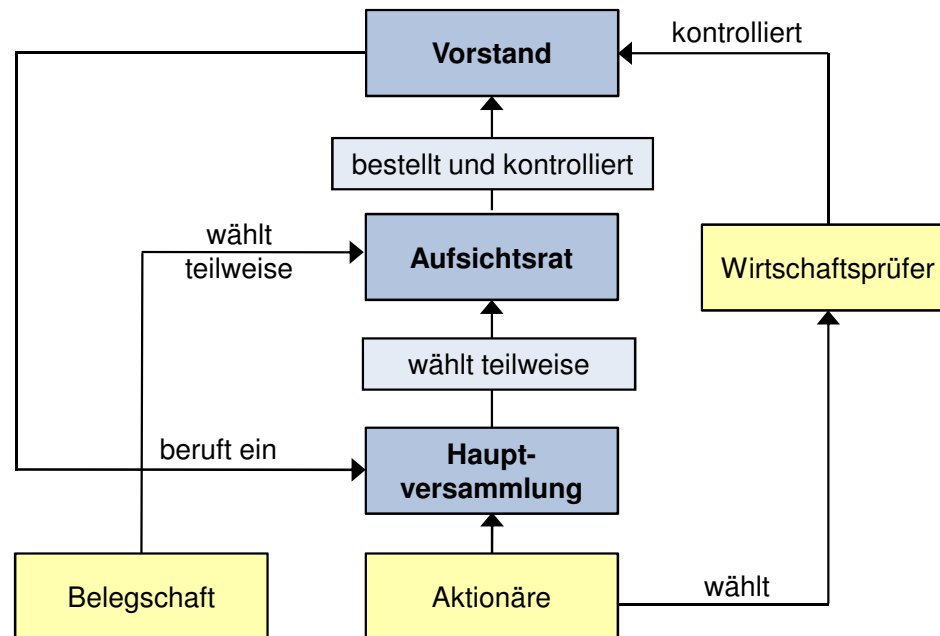 kontrolliert
Vorstand
bestellt und kontrolliert
wählt
teilweise
Aufsichtsrat
Wirtschaftsprüfer
wählt teilweise
beruft ein
Haupt-
versammlung
Belegschaft
Aktionäre
wählt